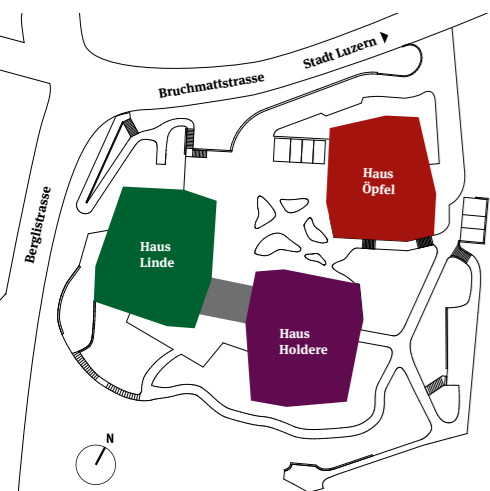 Stadt Luzern
Bruchmattstrasse
Haus
Öpfel
Berglistrasse
Haus
Linde
Haus
Holdere
N